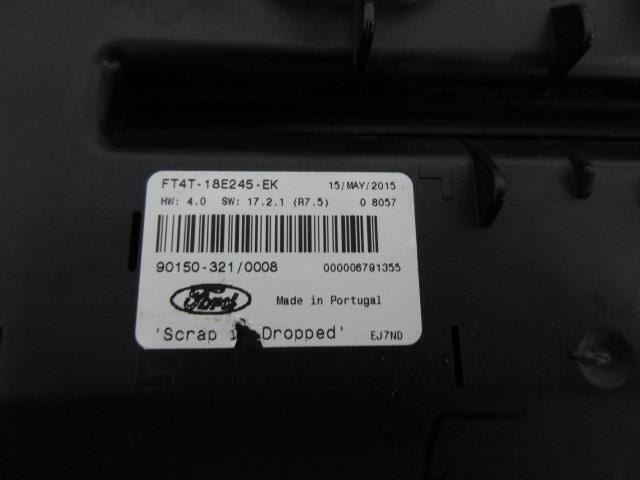 FT4T-18E245-EK 15/MAY/2015
HW: 4.0 SW: 17.2.1 (R7.5) 0 8057
90150-321/0008 000006791355
Ford Made in Portugal
'Scrap Dropped' EJ7ND